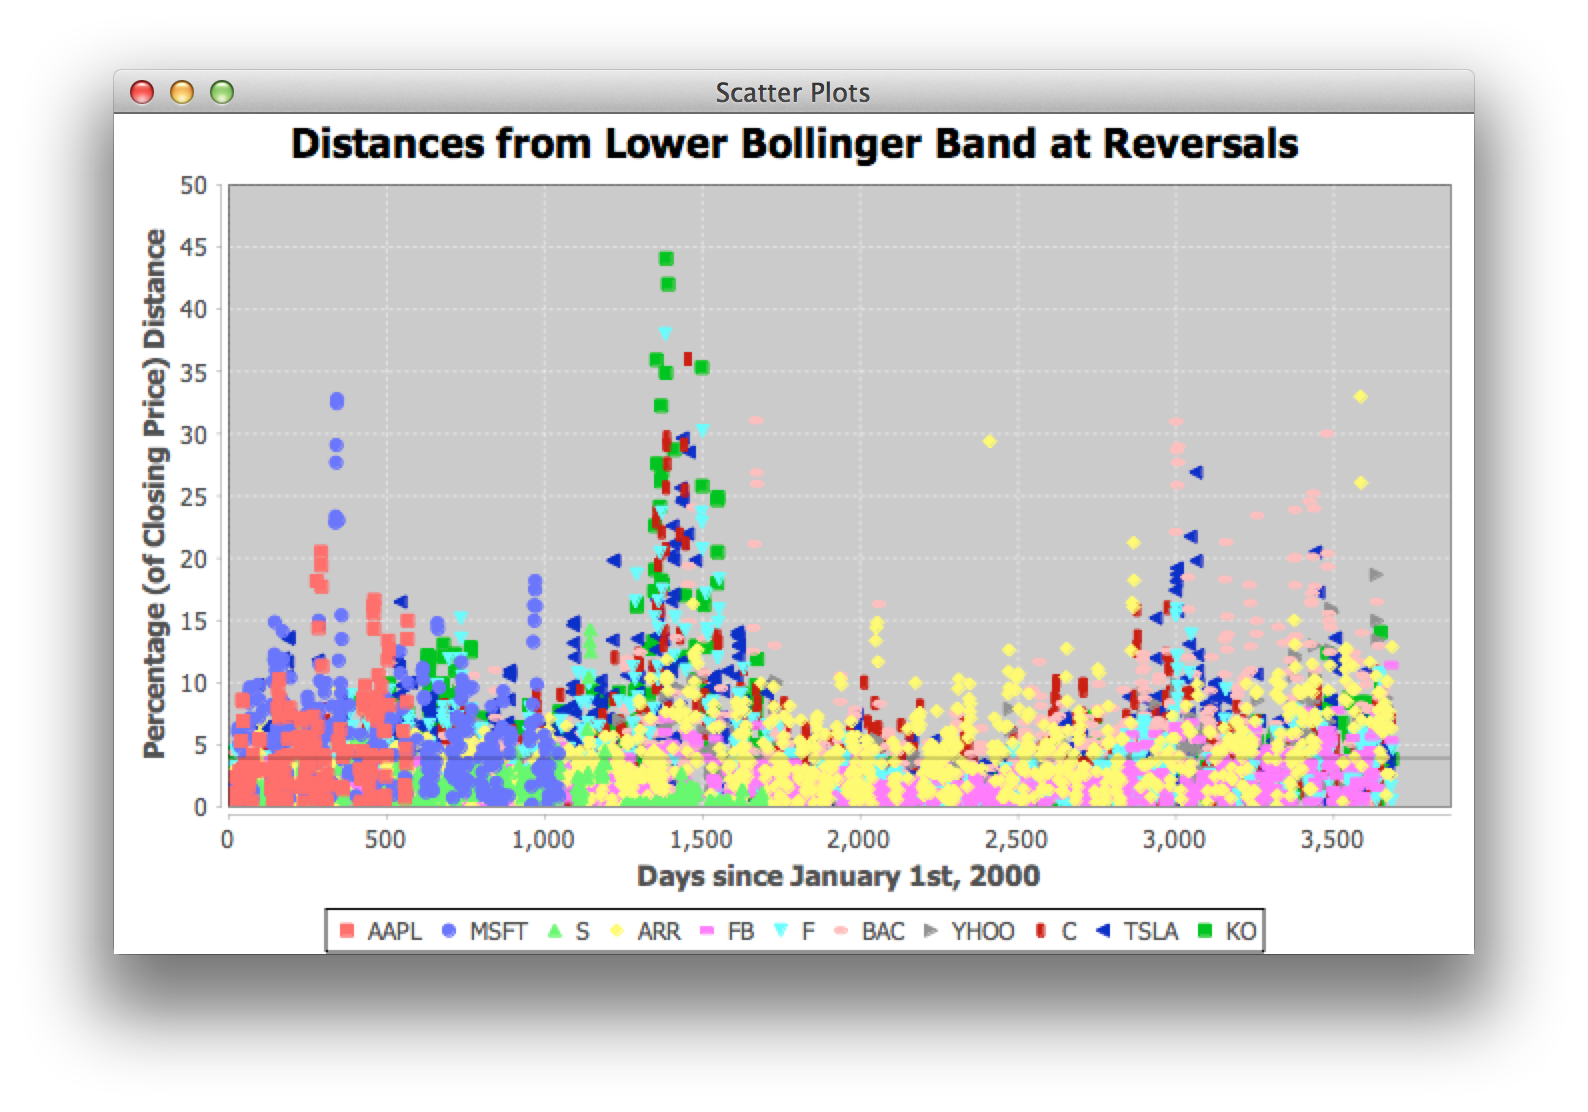 Scatter Plots
Distances from Lower Bollinger Band at Reversals
Percentage (of Closing Price) Distance
50
45
40
35
30
25
20
15
10
5
0
0 500 1,000 1,500 2,000 2,500 3,000 3,500
Days since January 1st, 2000
AAPL MSFT S ARR FB F BAC YHOO C TSLA KO